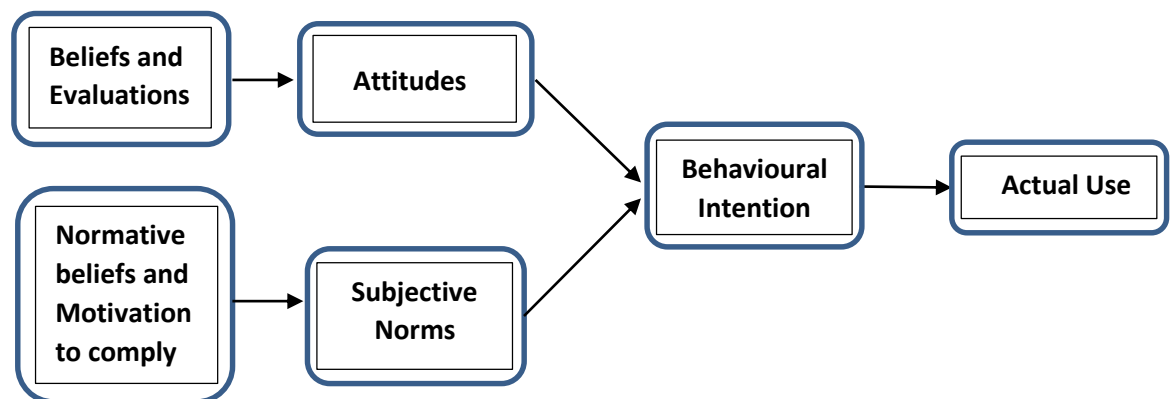 Beliefs and
Evaluations
Attitudes
Normative
beliefs and
Motivation
to comply
Subjective
Norms
Behavioural
Intention
Actual Use